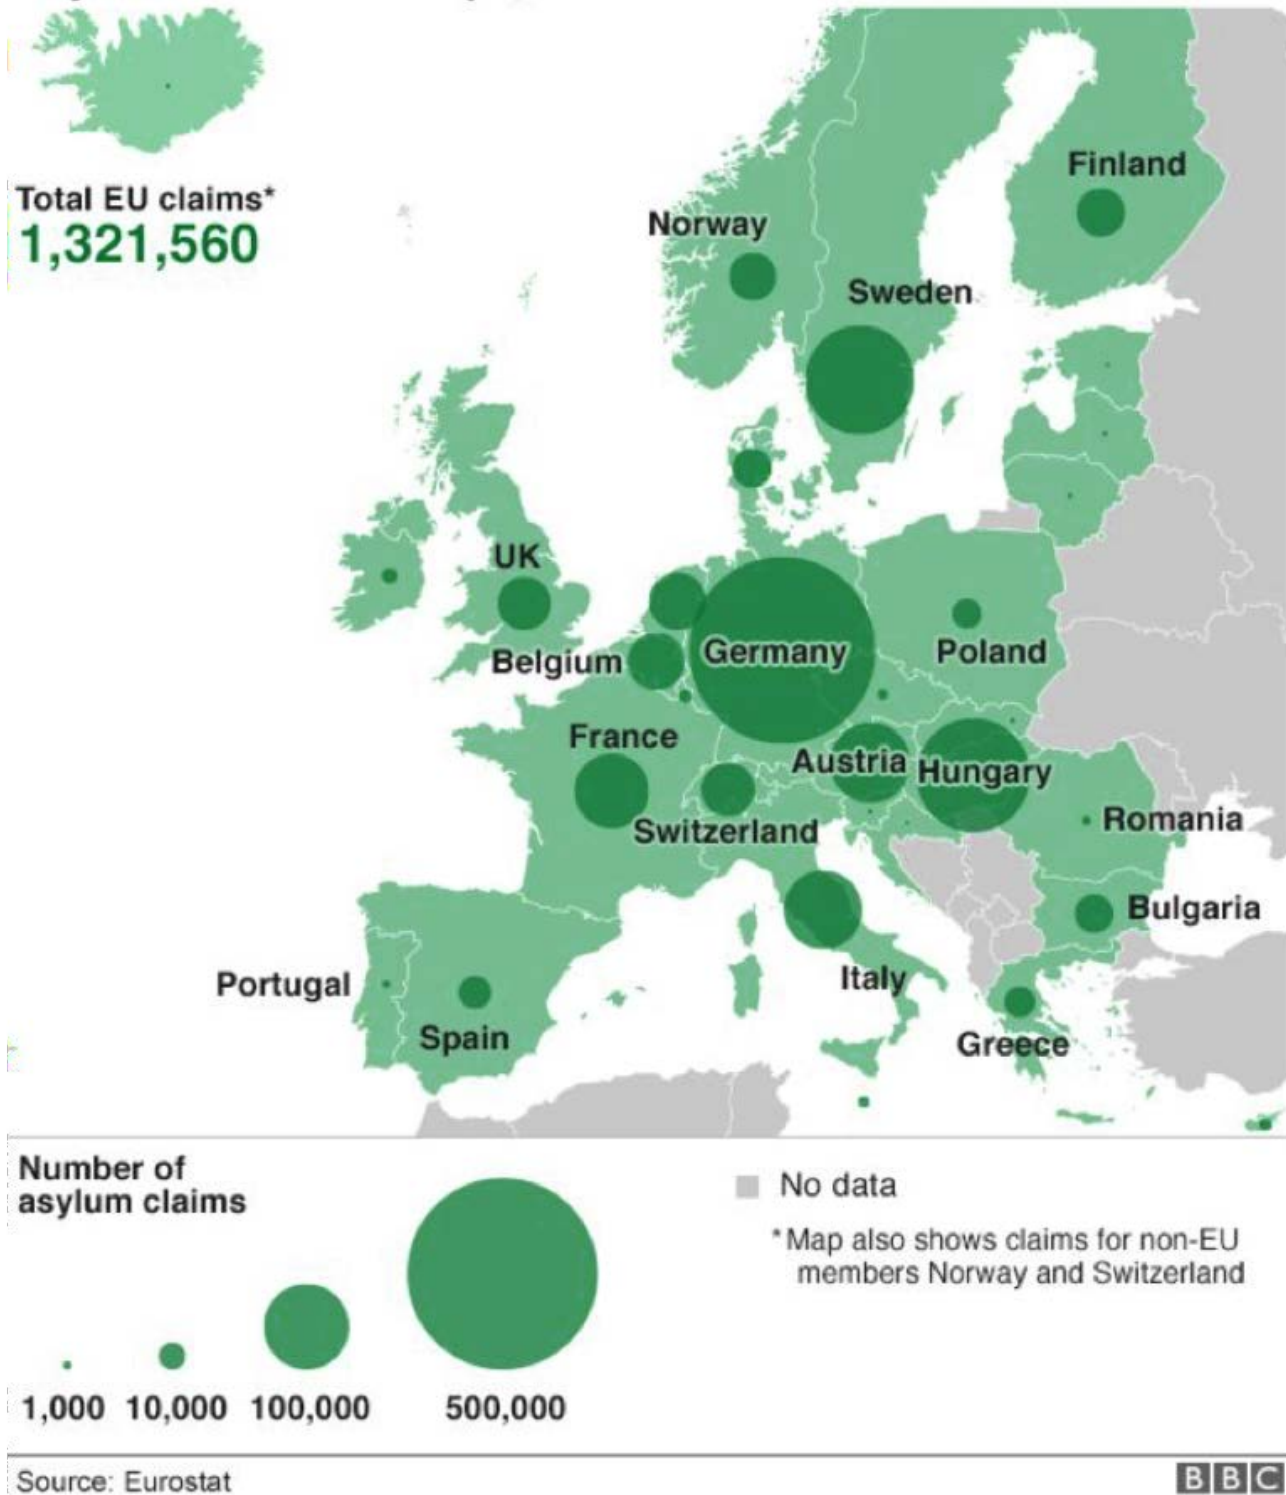 Total EU claims*
1,321,560
Finland
Norway
Sweden
UK
Belgium
Germany
Poland
France
Austria
Hungary
Switzerland
Romania
Bulgaria
Portugal
Italy
Spain
Greece
Number of
asylum claims
1,000
10,000
100,000
500,000
No data
*Map also shows claims for non-EU
members Norway and Switzerland
Source: Eurostat
BBC